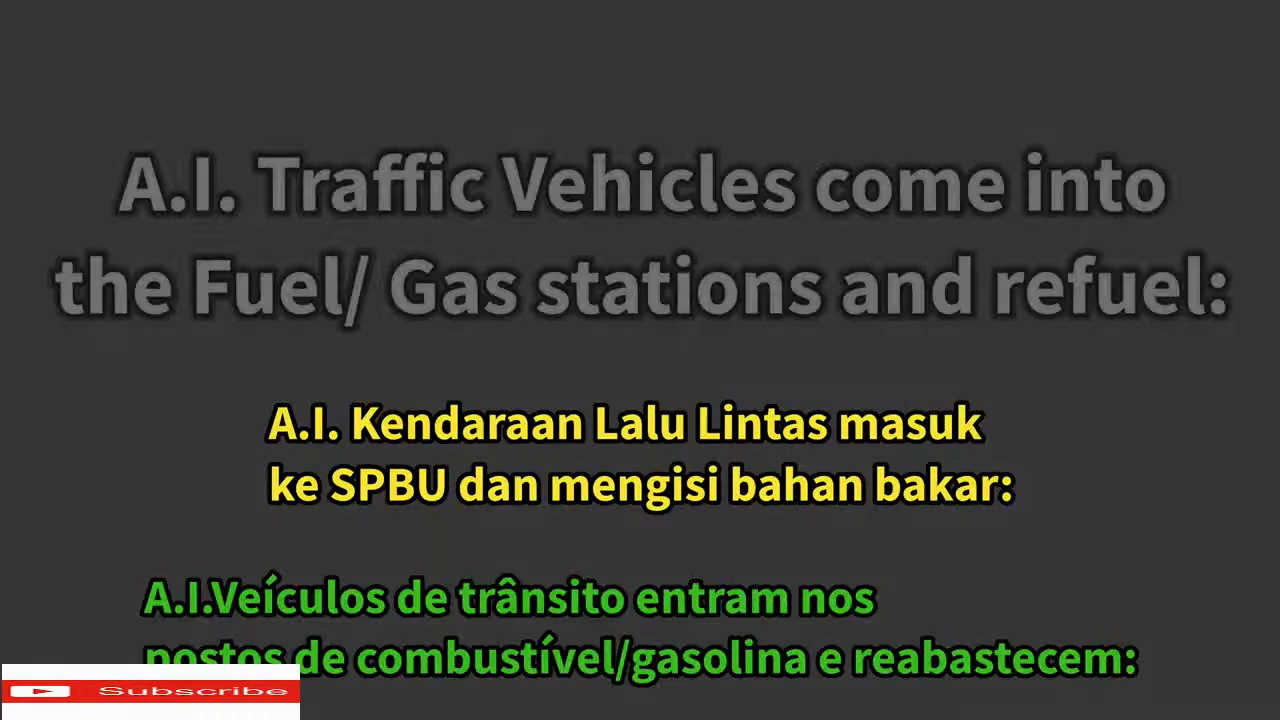 A.I. Traffic Vehicles come into
the Fuel/ Gas stations and refuel:
A.I. Kendaraan Lalu Lintas masuk
ke SPBU dan mengisi bahan bakar:
A.I.Veículos de trânsito entram nos
postos de combustível/gasolina e reabastecem:
Subscribe